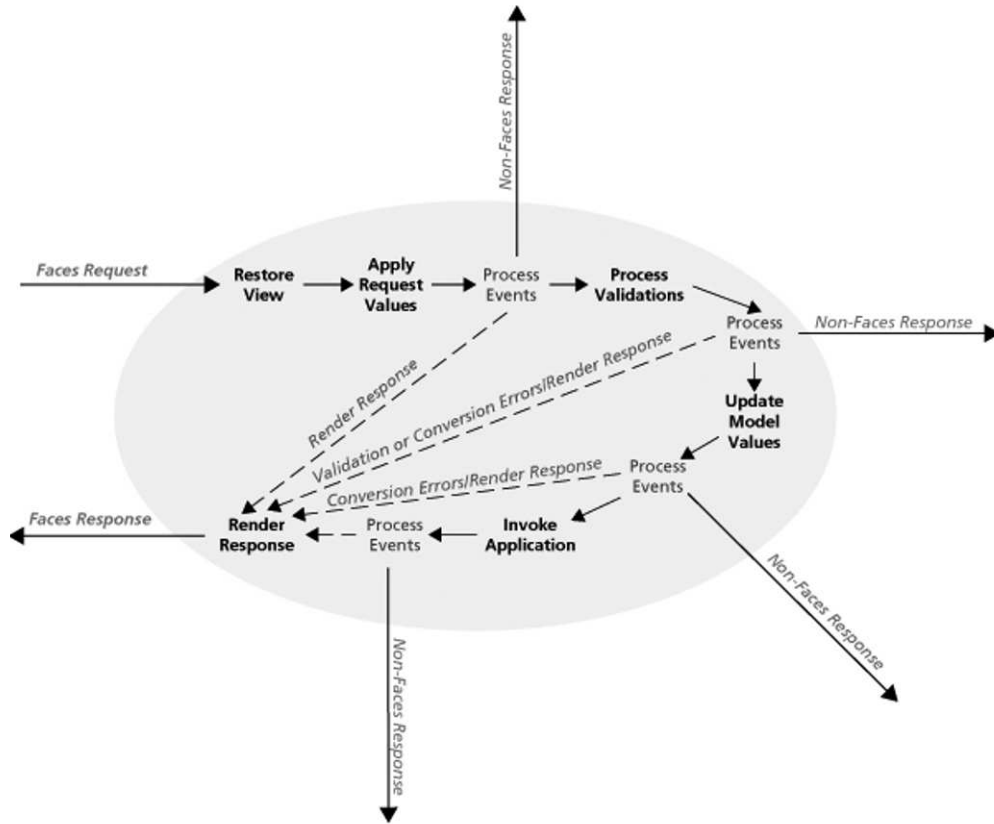 Non-Faces Response
Faces Request
Restore
View
Apply
Request
Values
Process
Events
Process
Validations
Process
Events
Non-Faces Response
Render Response
Validation or Conversion Errors/Render Response
Update
Model
Values
Conversion Errors/Render Response
Process
Events
Faces Response
Render
Response
Process
Events
Invoke
Application
Non-Faces Response
Non-Faces Response